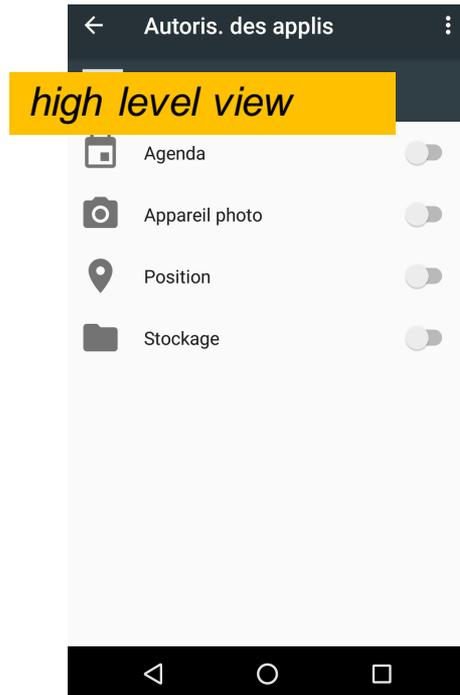 Autoris. des applis
high level view
Agenda
Appareil photo
Position
Stockage